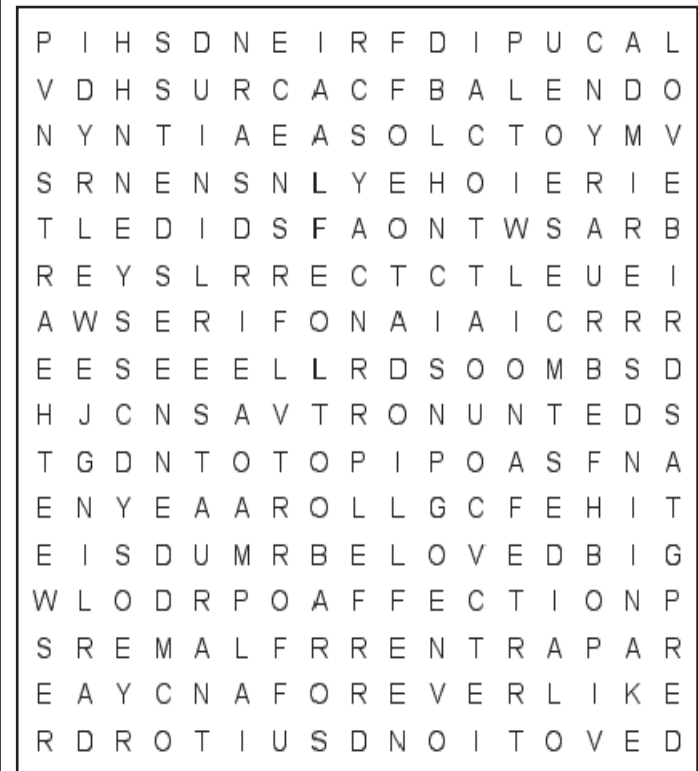 P I H S D N E I R F D I P U C A L
V D H S U R C A C F B A L E N D O
N Y N T I A E A S O L C T O Y M V
S R N E N S N L Y E H O I E R I E
T L E D I D S F A O N T W S A R B
R E Y S L R R E C T C T L E U E I
A W S E R I F O N A I A I C R R R
E E S E E E L L R D S O O M B S D
H J C N S A V T R O N U N T E D S
T G D N T O T O P I P O A S F N A
E N Y E A A R O L L G C F E H I T
E I S D U M R B E L O V E D B I G
W L O D R P O A F F E C T I O N P
S R E M A L F R R E N T R A P A R
E A Y C N A F O R E V E R L I K E
R D R O T I U S D N O I T O V E D